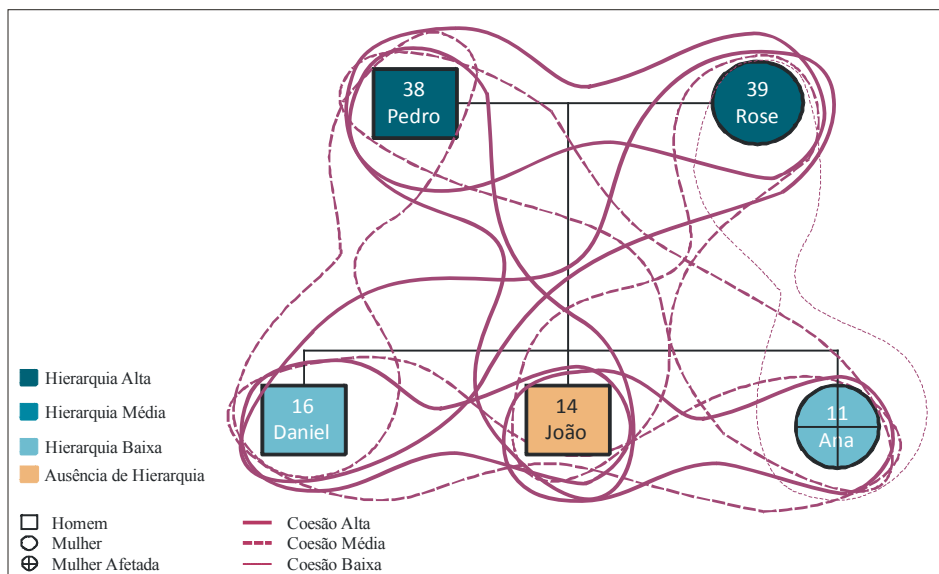 38
Pedro
39
Rose
16
Daniel
14
João
11
Ana
Hierarquia Alta
Hierarquia Média
Hierarquia Baixa
Ausência de Hierarquia
Homem
Mulher
Mulher Afetada
Coesão Alta
Coesão Média
Coesão Baixa